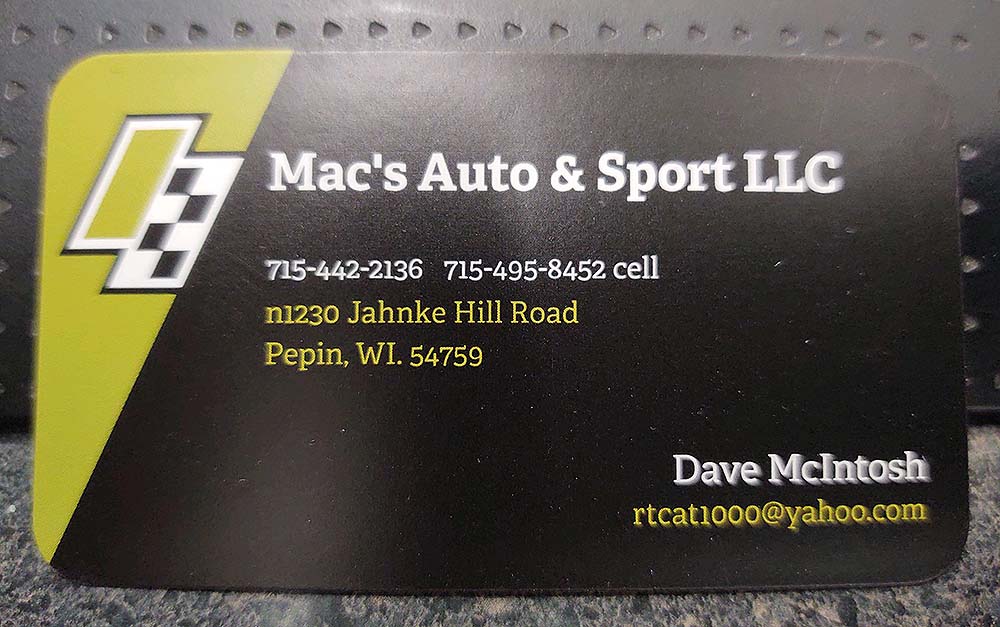 Mac's Auto & Sport LLC
715-442-2136 715-495-8452 cell
n1230 Jahnke Hill Road
Pepin, WI. 54759
Dave McIntosh
rtcat1000@yahoo.com